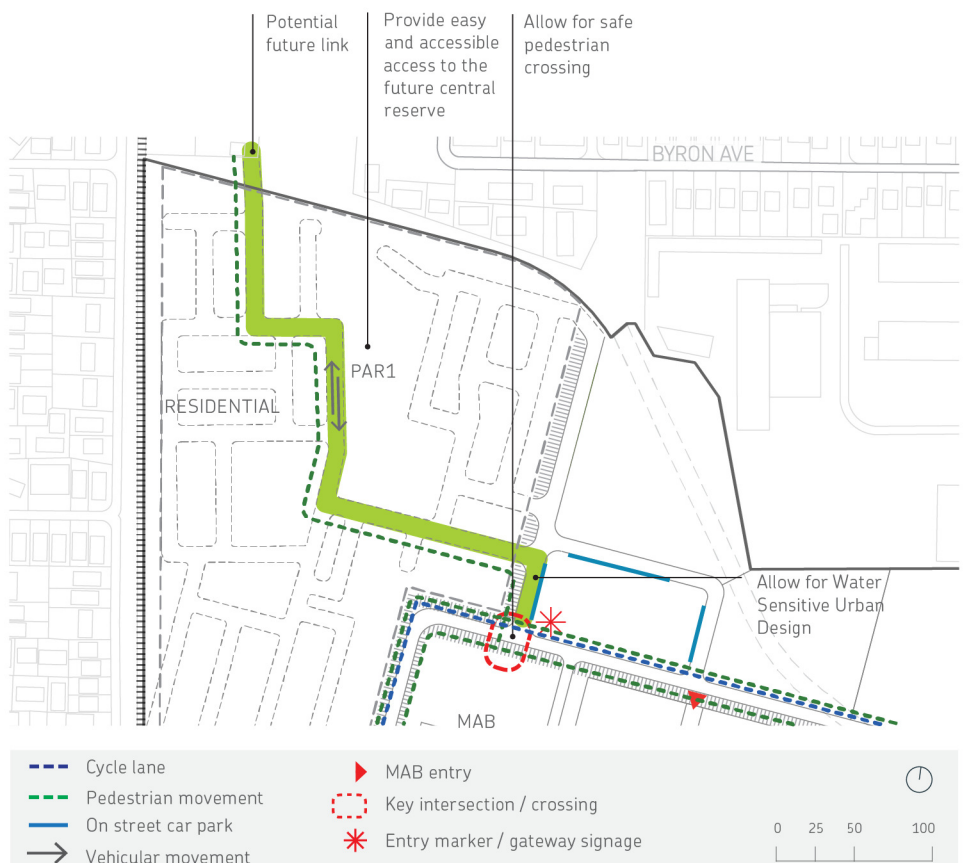 Potential
future link
Provide easy
and accessible
access to the
future central
reserve
Allow for safe
pedestrian
crossing
BYRON AVE
PAR1
RESIDENTIAL
Allow for Water
Sensitive Urban
Design
MAB
Cycle lane
Pedestrian movement
On street car park
Vehicular movement
MAB entry
Key intersection / crossing
Entry marker / gateway signage
0 25 50 100